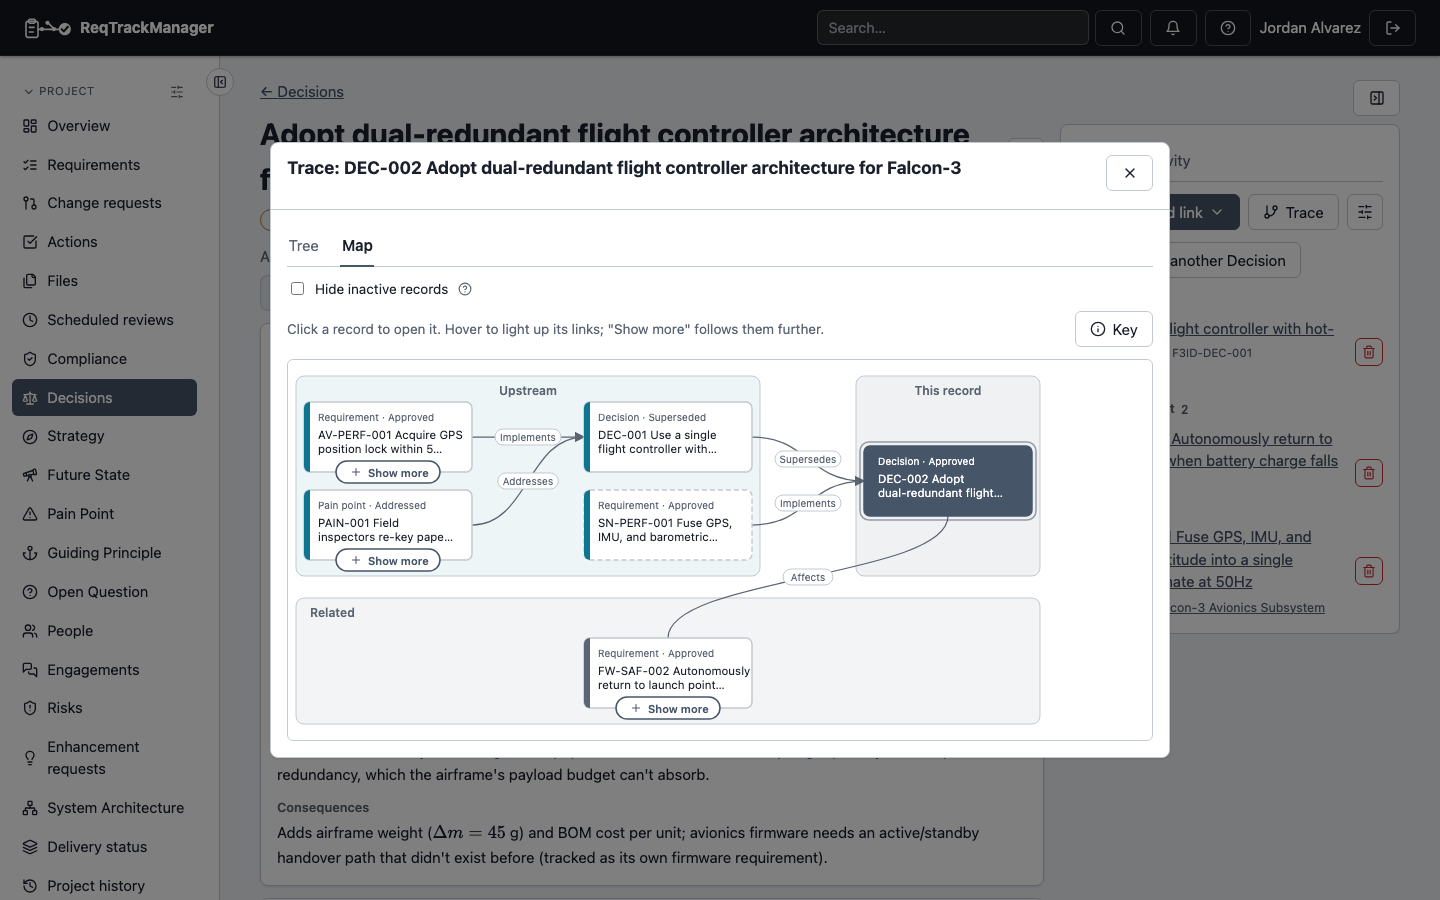 ReqTrackManager
Search...
Jordan Alvarez
PROJECT
Overview
Requirements
Change requests
Actions
Files
Scheduled reviews
Compliance
Decisions
Strategy
Future State
Pain Point
Guiding Principle
Open Question
People
Engagements
Risks
Enhancement
requests
System Architecture
Delivery status
Project history
← Decisions
Adopt dual-redundant flight controller architecture
Trace: DEC-002 Adopt dual-redundant flight controller architecture for Falcon-3
Tree
Map
Hide inactive records
Click a record to open it. Hover to light up its links; "Show more" follows them further.
Key
Upstream
Requirement · Approved
AV-PERF-001 Acquire GPS
position lock within 5...
+ Show more
Pain point · Addressed
PAIN-001 Field
inspectors re-key pape...
+ Show more
Implements
Addresses
Decision · Superseded
DEC-001 Use a single
flight controller with...
Requirement · Approved
SN-PERF-001 Fuse GPS,
IMU, and barometric...
Supersedes
Implements
Affects
This record
Decision · Approved
DEC-002 Adopt
dual-redundant flight...
Related
Requirement · Approved
FW-SAF-002 Autonomously
return to launch point...
+ Show more
link
Trace
another Decision
light controller with hot-
F3ID-DEC-001
2
Autonomously return to
when battery charge falls
Fuse GPS, IMU, and
into a single
at 50Hz
Avionics Subsystem
redundancy, which the airframe's payload budget can't absorb.
Consequences
Adds airframe weight (Δm = 45 g) and BOM cost per unit; avionics firmware needs an active/standby
handover path that didn't exist before (tracked as its own firmware requirement).